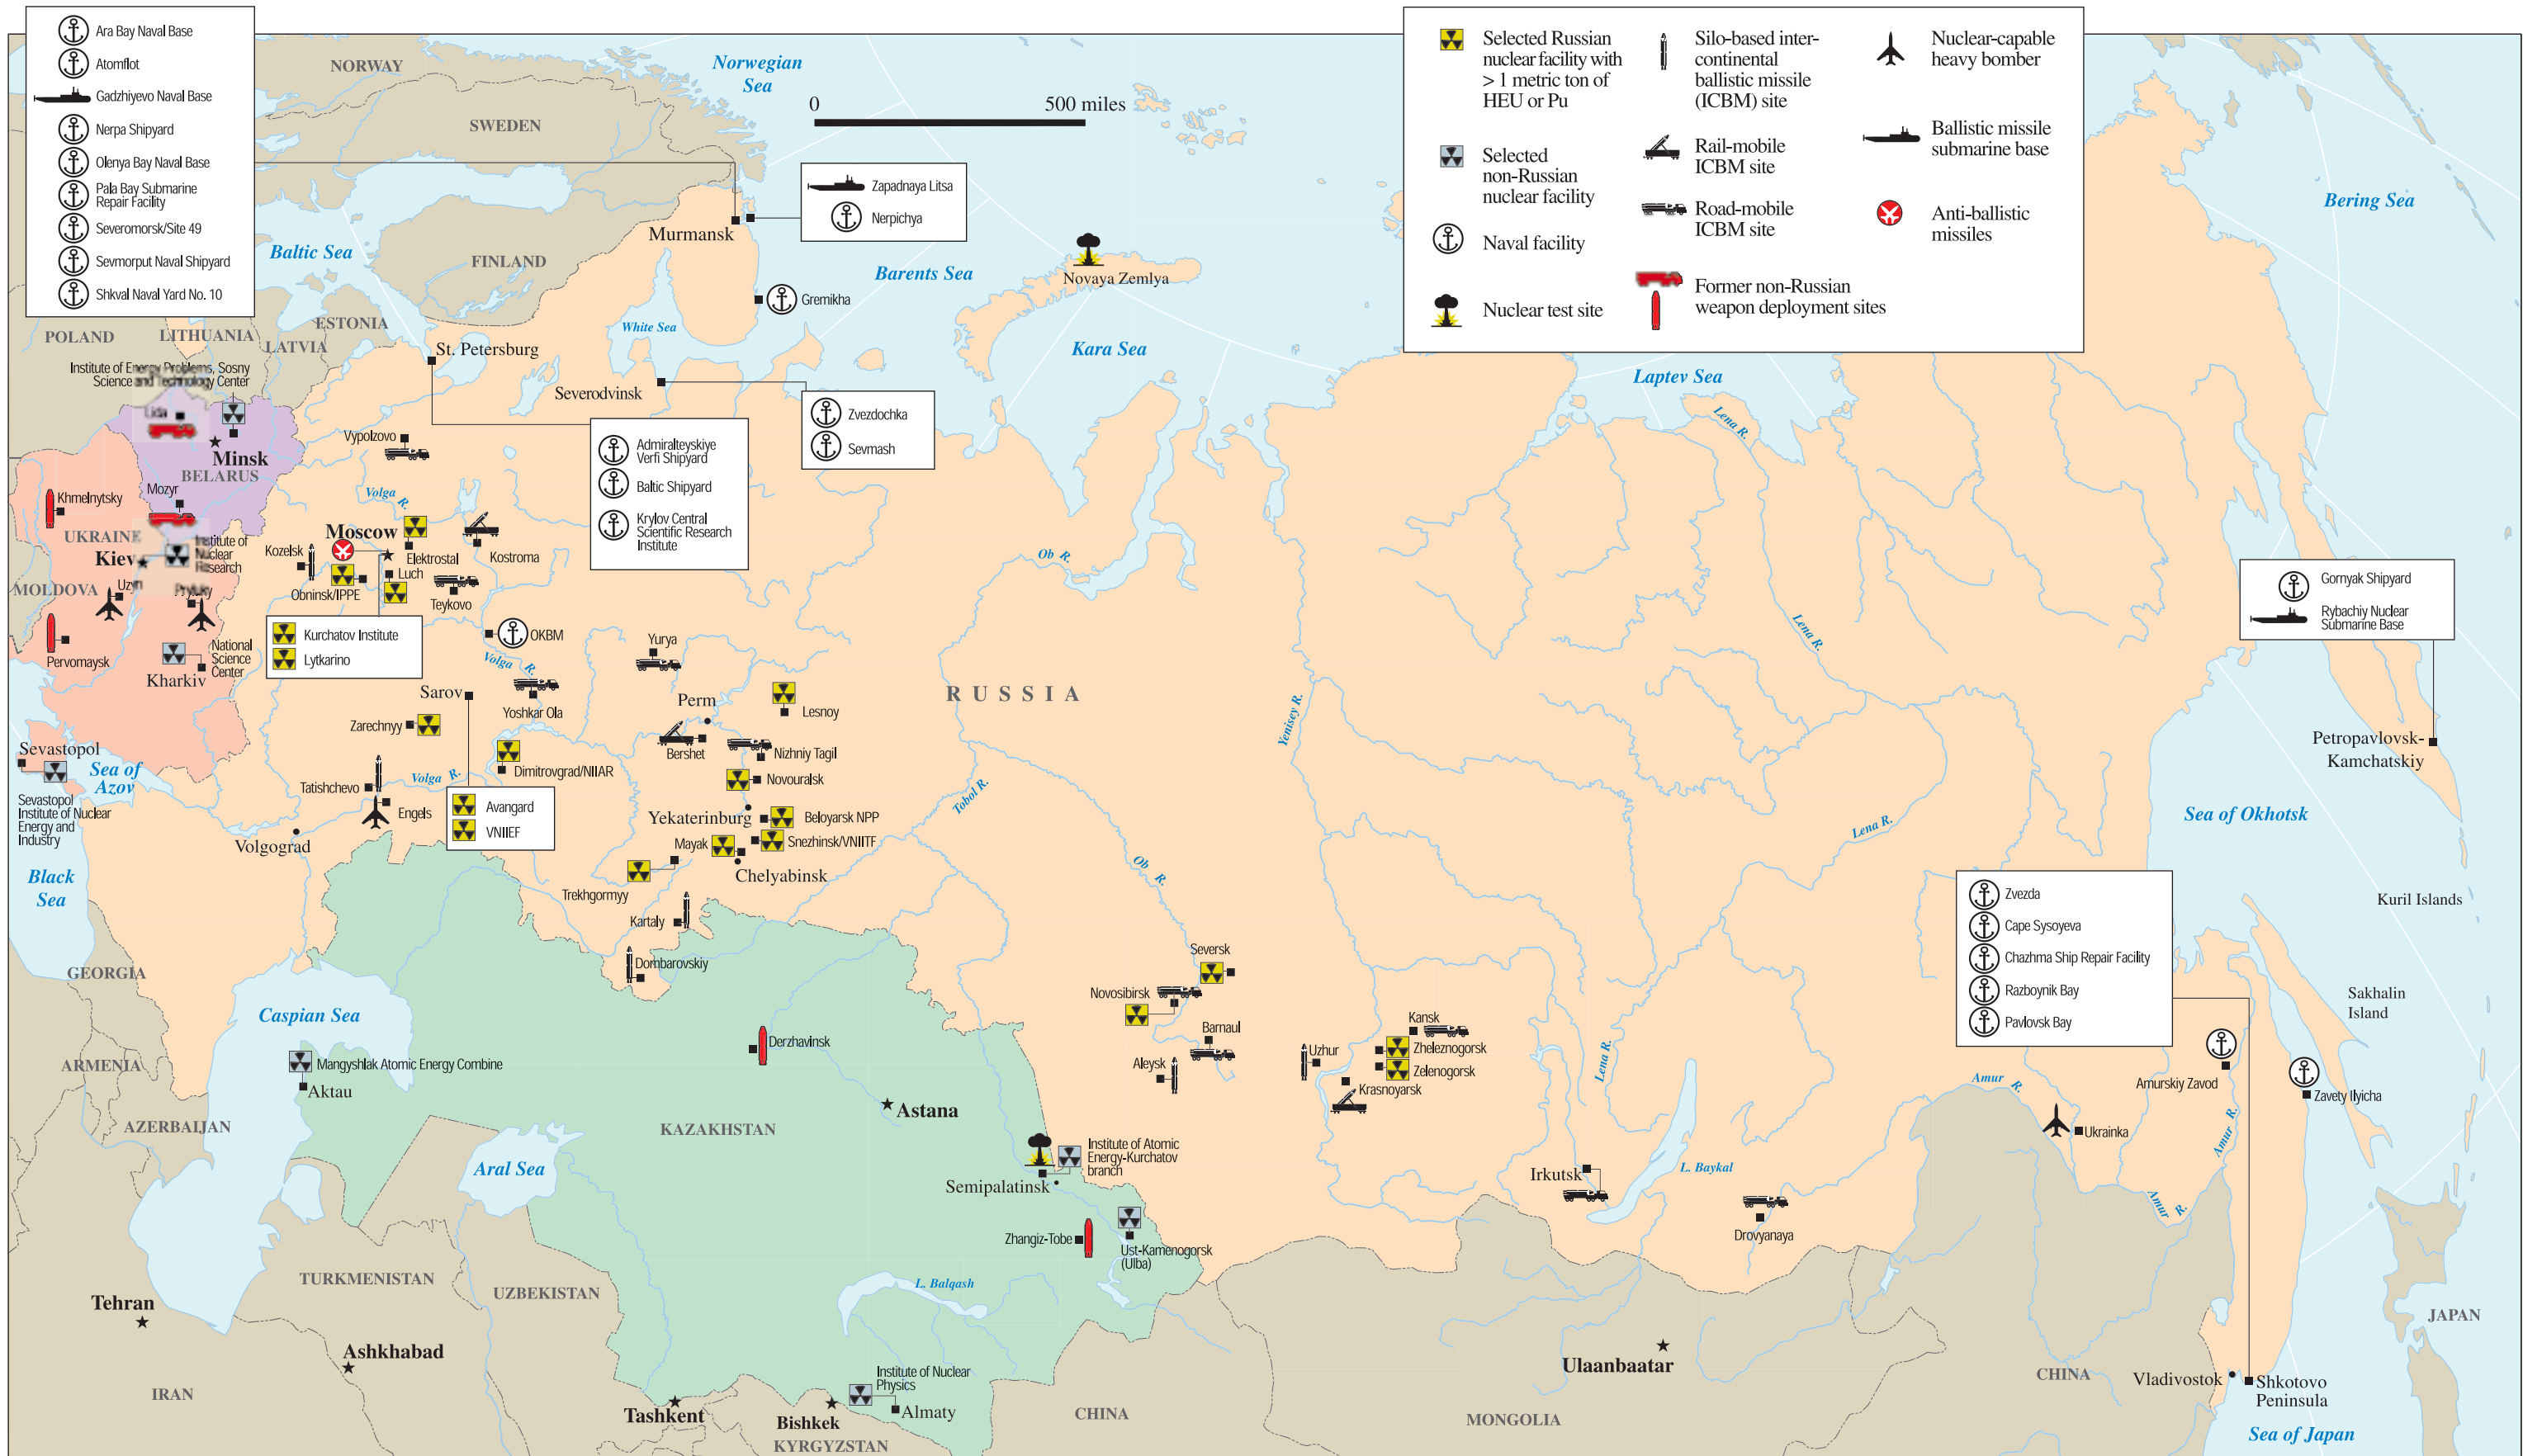 Ara Bay Naval Base
Atomflot
Gadzhiyevo Naval Base
Nerpa Shipyard
Olenya Bay Naval Base
Pala Bay Submarine
Repair Facility
Severomorsk/Site 49
Sevmorput Naval Shipyard
Shkval Naval Yard No. 10
Selected Russian
nuclear facility with
> 1 metric ton of
HEU or Pu
Selected
non-Russian
nuclear facility
Naval facility
Nuclear test site
Silo-based inter-
continental
ballistic missile
(ICBM) site
Rail-mobile
ICBM site
Road-mobile
ICBM site
Former non-Russian
weapon deployment sites
Nuclear-capable
heavy bomber
Ballistic missile
submarine base
Anti-ballistic
missiles
0 500 miles
NORWAY
SWEDEN
FINLAND
Norwegian
Sea
Baltic Sea
Barents Sea
White Sea
Kara Sea
Laptev Sea
Bering Sea
Zapadnaya Litsa
Nerpichya
Murmansk
Gremikha
Novaya Zemlya
POLAND
LITHUANIA
LATVIA
ESTONIA
St. Petersburg
Severodvinsk
Zvezdochka
Sevmash
Admiralteyskiye
Verfi Shipyard
Baltic Shipyard
Krylov Central
Scientific Research
Institute
Institute of Energy Problems, Sosny
Science and Technology Center
Lida
Minsk
BELARUS
Mozyr
Khmelnytsky
UKRAINE
Kiev
Institute of
Nuclear
Research
MOLDOVA
Uzyn
Pryluky
Pervomaysk
National
Science
Center
Kharkiv
Sevastopol
Sevastopol
Institute of Nuclear
Energy and
Industry
Sea of
Azov
Black
Sea
Vypolzovo
Volga R.
Moscow
Kozelsk
Obninsk/IPPE
Elektrostal
Luch
Kostroma
Teykovo
Kurchatov Institute
Lytkarino
OKBM
Volga R.
Yurya
Sarov
Yoshkar Ola
Zarechnyy
Perm
Lesnoy
Bershet
Nizhniy Tagil
Novouralsk
Dimitrovgrad/NIIAR
Tatishchevo
Volga R.
Engels
Avangard
VNIIEF
Volgograd
Yekaterinburg
Beloyarsk NPP
Mayak
Snezhinsk/VNIITF
Chelyabinsk
Trekhgornyy
Kartaly
Dombarovskiy
RUSSIA
Ob R.
Yenisey R.
Tobol R.
Ob R.
Lena R.
Lena R.
Lena R.
Lena R.
Gornyak Shipyard
Rybachiy Nuclear
Submarine Base
Petropavlovsk-
Kamchatskiy
Sea of Okhotsk
Kuril Islands
Sakhalin
Island
Zvezda
Cape Sysoyeva
Chazhma Ship Repair Facility
Razboynik Bay
Pavlovsk Bay
Seversk
Novosibirsk
Barnaul
Aleysk
Uzhur
Kansk
Zheleznogorsk
Zelenogorsk
Krasnoyarsk
Irkutsk
L. Baykal
Drovyanaya
Amur R.
Amur R.
Amur R.
Ukrainka
Amurskiy Zavod
Zavety Ilyicha
Vladivostok
Shkotovo
Peninsula
Sea of Japan
JAPAN
CHINA
GEORGIA
ARMENIA
AZERBAIJAN
Caspian Sea
Mangyshlak Atomic Energy Combine
Aktau
Aral Sea
KAZAKHSTAN
Derzhavinsk
Astana
Institute of Atomic
Energy-Kurchatov
branch
Semipalatinsk
Zhangiz-Tobe
Ust-Kamenogorsk
(Ulba)
L. Balqash
Institute of Nuclear
Physics
Almaty
Bishkek
KYRGYZSTAN
Tashkent
UZBEKISTAN
TURKMENISTAN
Ashkhabad
Tehran
IRAN
CHINA
MONGOLIA
Ulaanbaatar